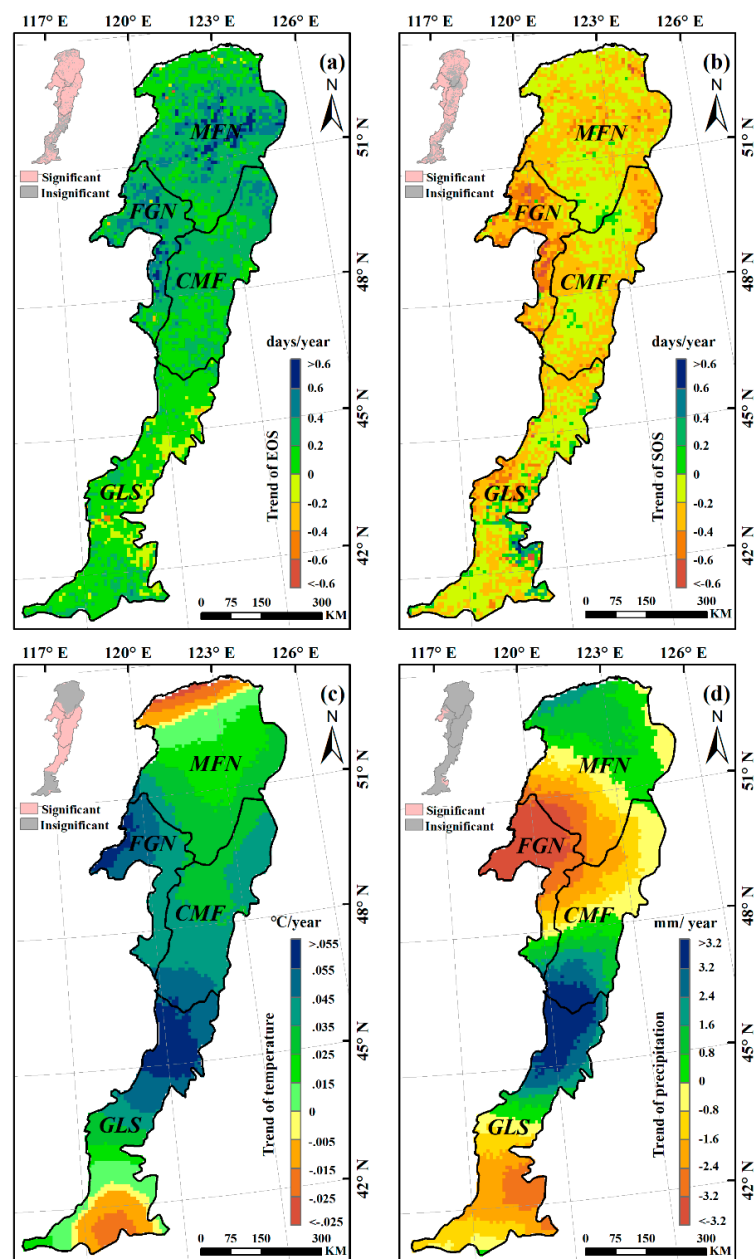 117° E 120° E 123° E 126° E
(a)
N
MFN
51° N
Significant
Insignificant
FGN
48° N
CMF
days/year
>0.6
0.6
0.4
0.2
0
-0.2
-0.4
-0.6
<-0.6
Trend of EOS
45° N
GLS
42° N
0 75 150 300
KM
117° E 120° E 123° E 126° E
(b)
N
MFN
51° N
Significant
Insignificant
FGN
48° N
CMF
days/year
>0.6
0.6
0.4
0.2
0
-0.2
-0.4
-0.6
<-0.6
Trend of SOS
45° N
GLS
42° N
0 75 150 300
KM
117° E 120° E 123° E 126° E
(c)
N
MFN
51° N
Significant
Insignificant
FGN
48° N
CMF
°C/year
>.055
.055
.045
.035
.025
.015
0
-.005
-.015
-.025
<-.025
Trend of temperature
45° N
GLS
42° N
0 75 150 300
KM
117° E 120° E 123° E 126° E
(d)
N
MFN
51° N
Significant
Insignificant
FGN
48° N
CMF
mm/ year
>3.2
3.2
2.4
1.6
0.8
0
-0.8
-1.6
-2.4
-3.2
<-3.2
Trend of precipitation
45° N
GLS
42° N
0 75 150 300
KM